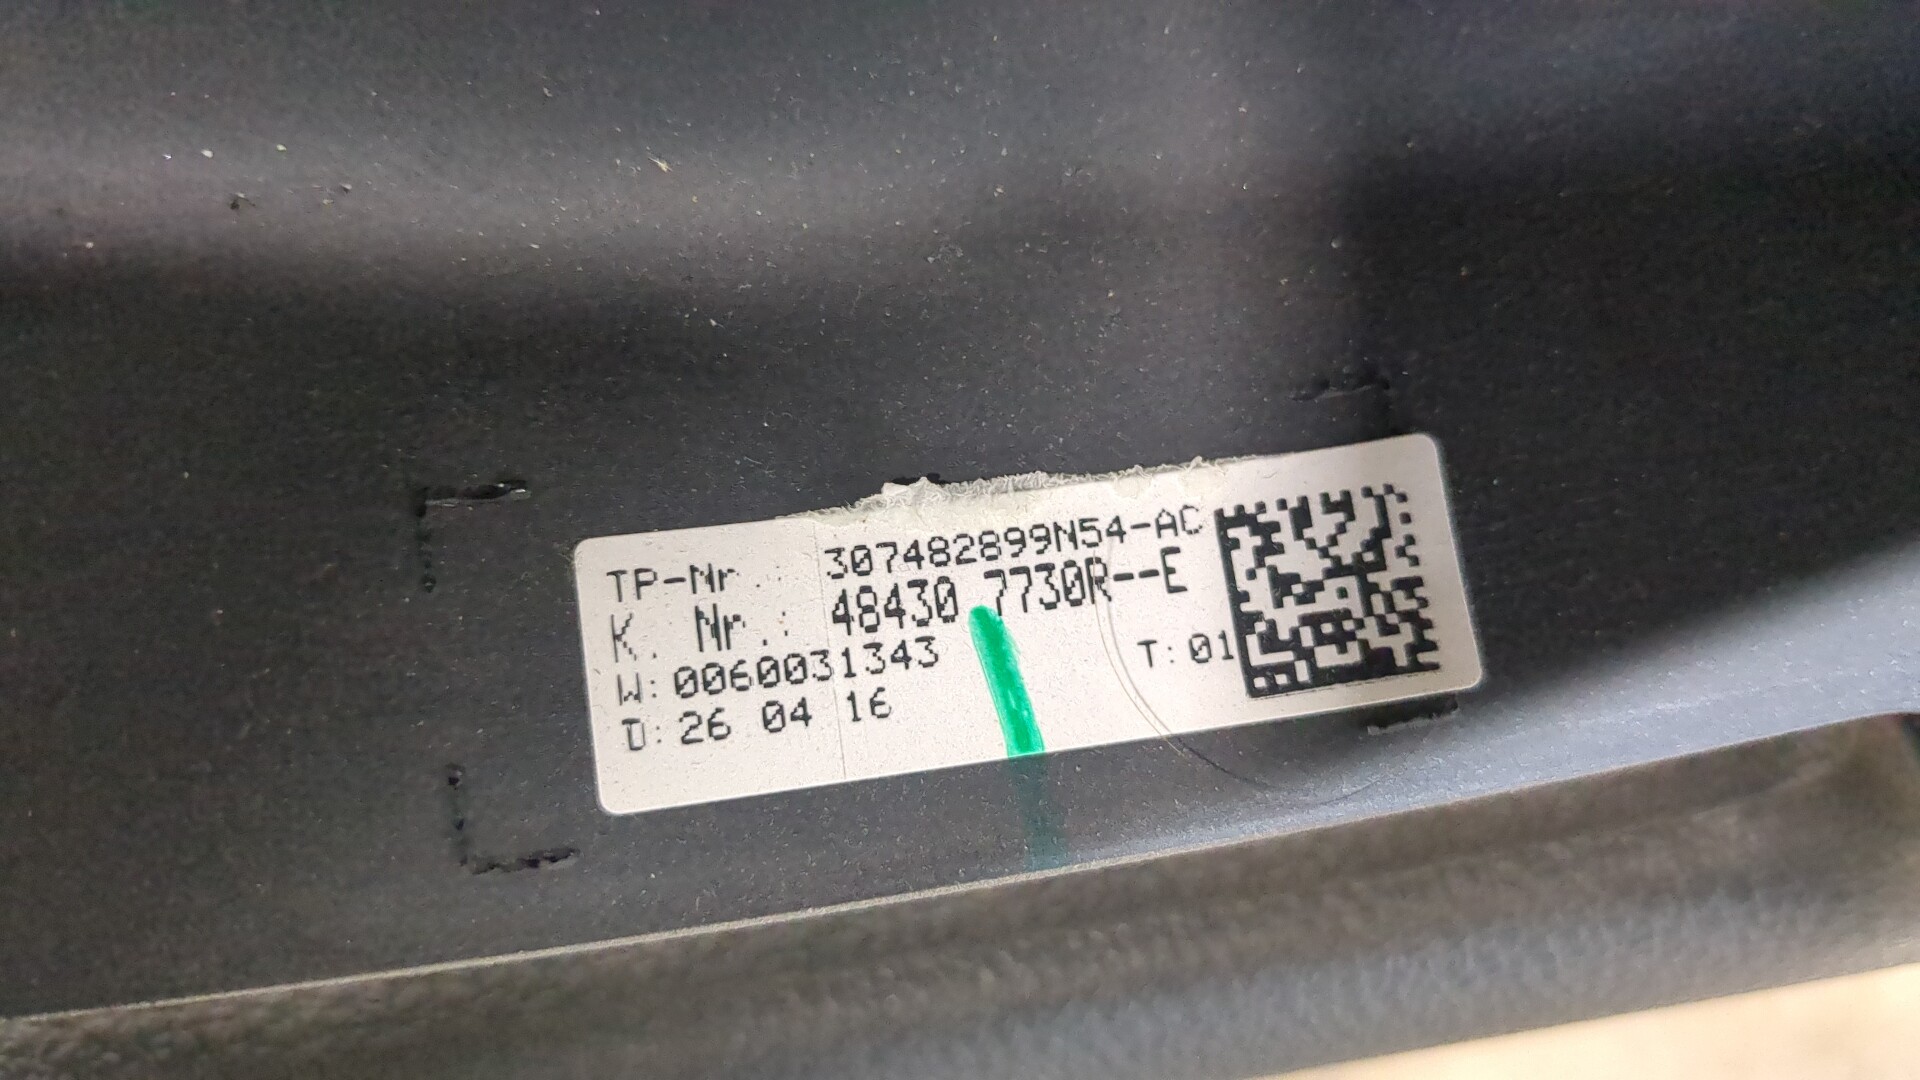 TP-Nr.: 307482899N54-AC
K. Nr.: 48430 7730R--E
W:0060031343 T:01
D:26 04 16